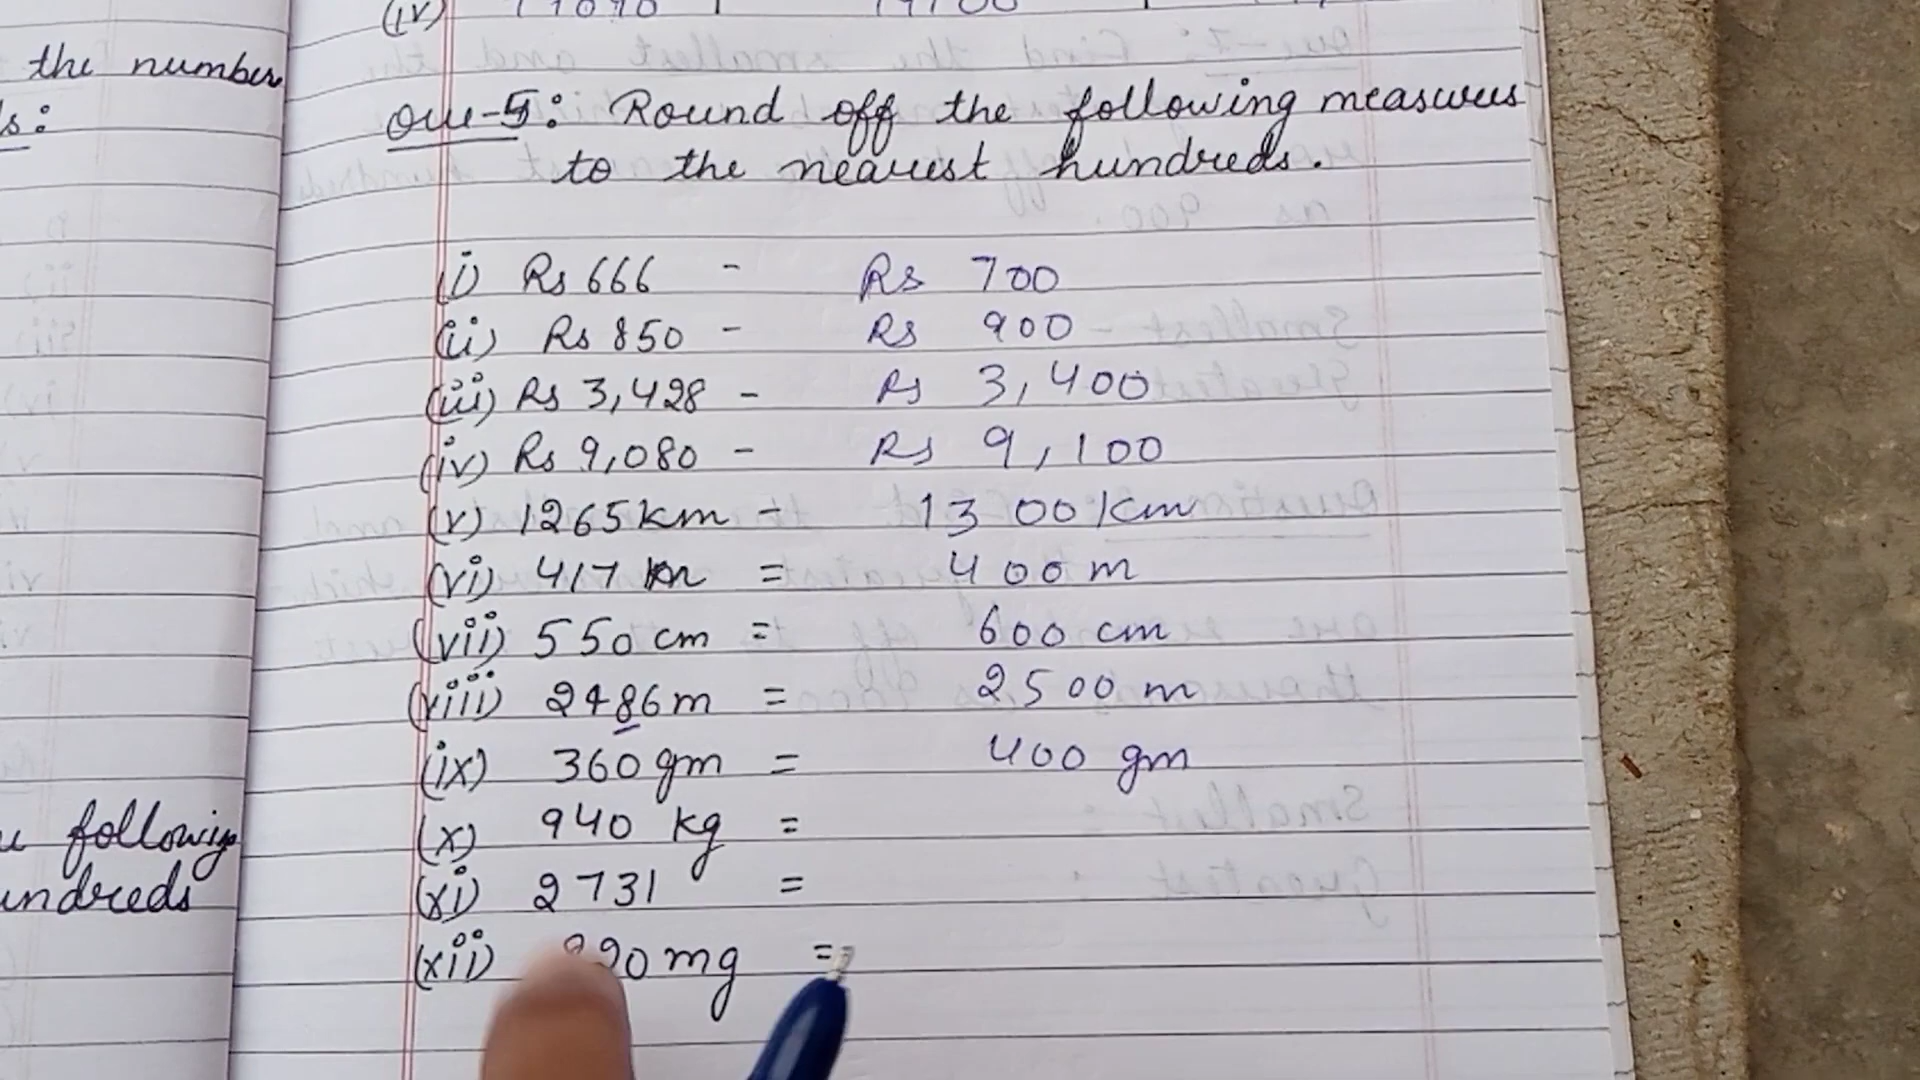 the number
s:
(iv)
Que-5: Round off the following measures
to the nearest hundreds.
(i) Rs 666 - Rs 700
(ii) Rs 850 - Rs 900
(iii) Rs 3,428 - Rs 3,400
(iv) Rs 9,080 - Rs 9,100
(v) 1265 km - 1300 km
(vi) 417 m = 400 m
(vii) 550 cm = 600 cm
(viii) 2486 m = 2500 m
(ix) 360 gm = 400 gm
(x) 940 kg =
(xi) 2731 =
(xii) mg =
following
undreds